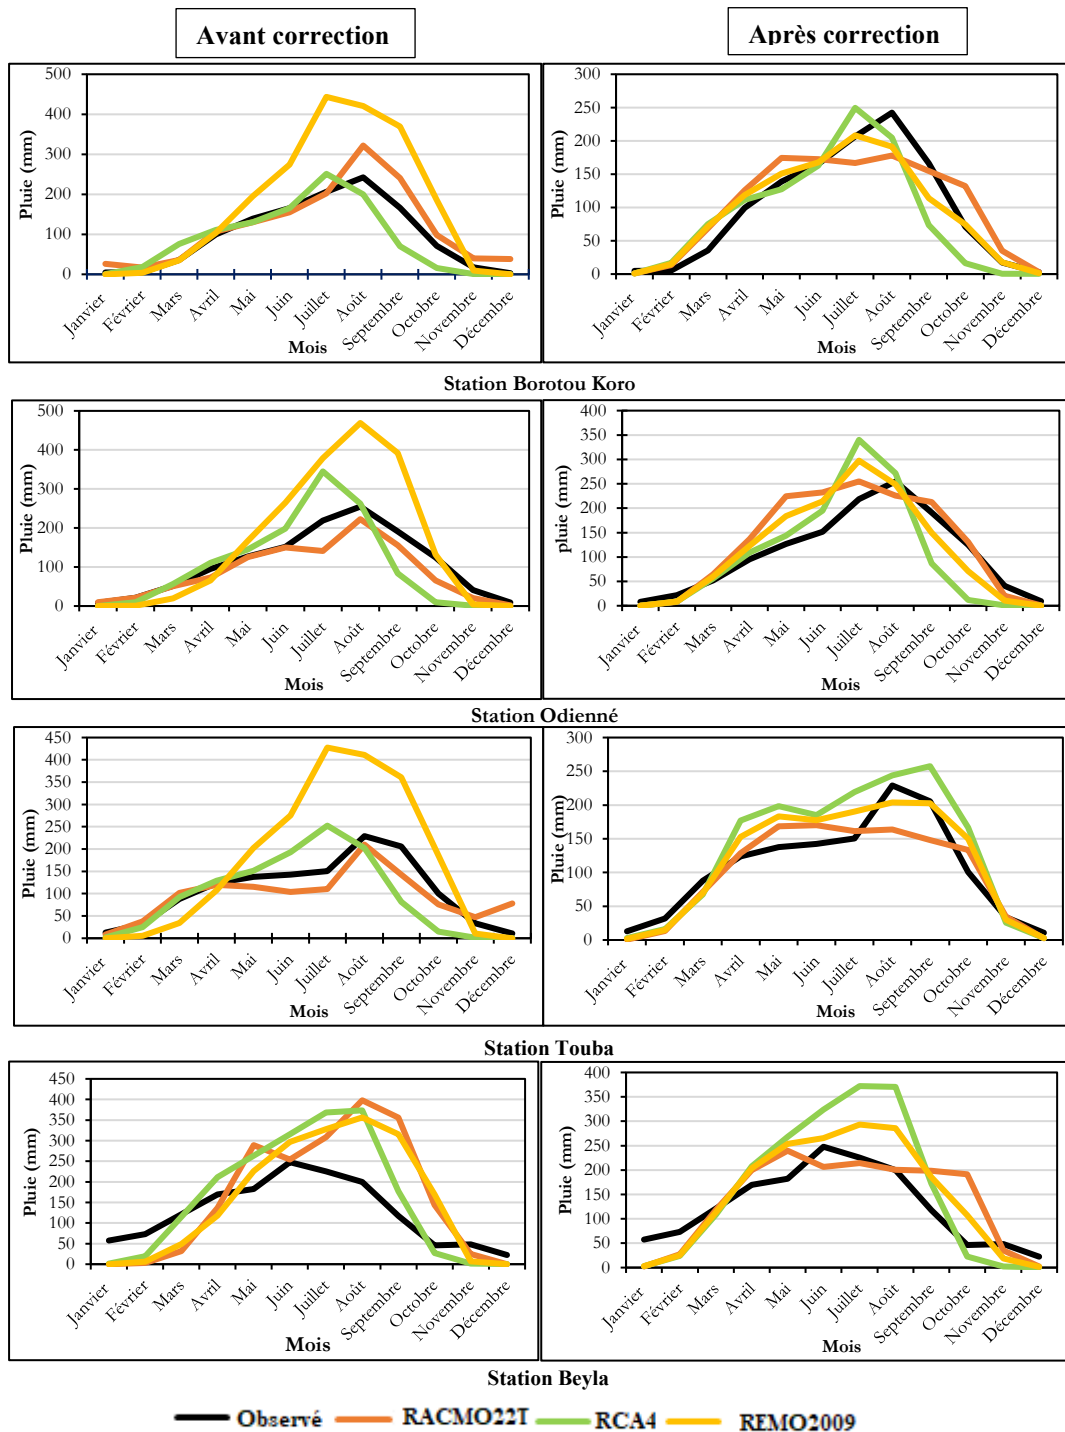 Avant correction
Après correction
500
400
300
200
100
0
Pluie (mm)
Janvier
Février
Mars
Avril
Mai
Juin
Juillet
Août
Septembre
Octobre
Novembre
Décembre
Mois
300
250
200
150
100
50
0
Pluie (mm)
Janvier
Février
Mars
Avril
Mai
Juin
Juillet
Août
Septembre
Octobre
Novembre
Décembre
Mois
Station Borotou Koro
500
400
300
200
100
0
Pluie (mm)
Janvier
Février
Mars
Avril
Mai
Juin
Juillet
Août
Septembre
Octobre
Novembre
Décembre
Mois
400
350
300
250
200
150
100
50
0
pluie (mm)
Janvier
Février
Mars
Avril
Mai
Juin
Juillet
Août
Septembre
Octobre
Novembre
Décembre
Mois
Station Odienné
450
400
350
300
250
200
150
100
50
0
Pluie (mm)
Janvier
Février
Mars
Avril
Mai
Juin
Juillet
Août
Septembre
Octobre
Novembre
Décembre
Mois
300
250
200
150
100
50
0
Pluie (mm)
Janvier
Février
Mars
Avril
Mai
Juin
Juillet
Août
Septembre
Octobre
Novembre
Décembre
Mois
Station Touba
450
400
350
300
250
200
150
100
50
0
Pluie (mm)
Janvier
Février
Mars
Avril
Mai
Juin
Juillet
Août
Septembre
Octobre
Novembre
Décembre
Mois
400
350
300
250
200
150
100
50
0
Pluie (mm)
Janvier
Février
Mars
Avril
Mai
Juin
Juillet
Août
Septembre
Octobre
Novembre
Décembre
Mois
Station Beyla
Observé RACMO22T RCA4 REMO2009